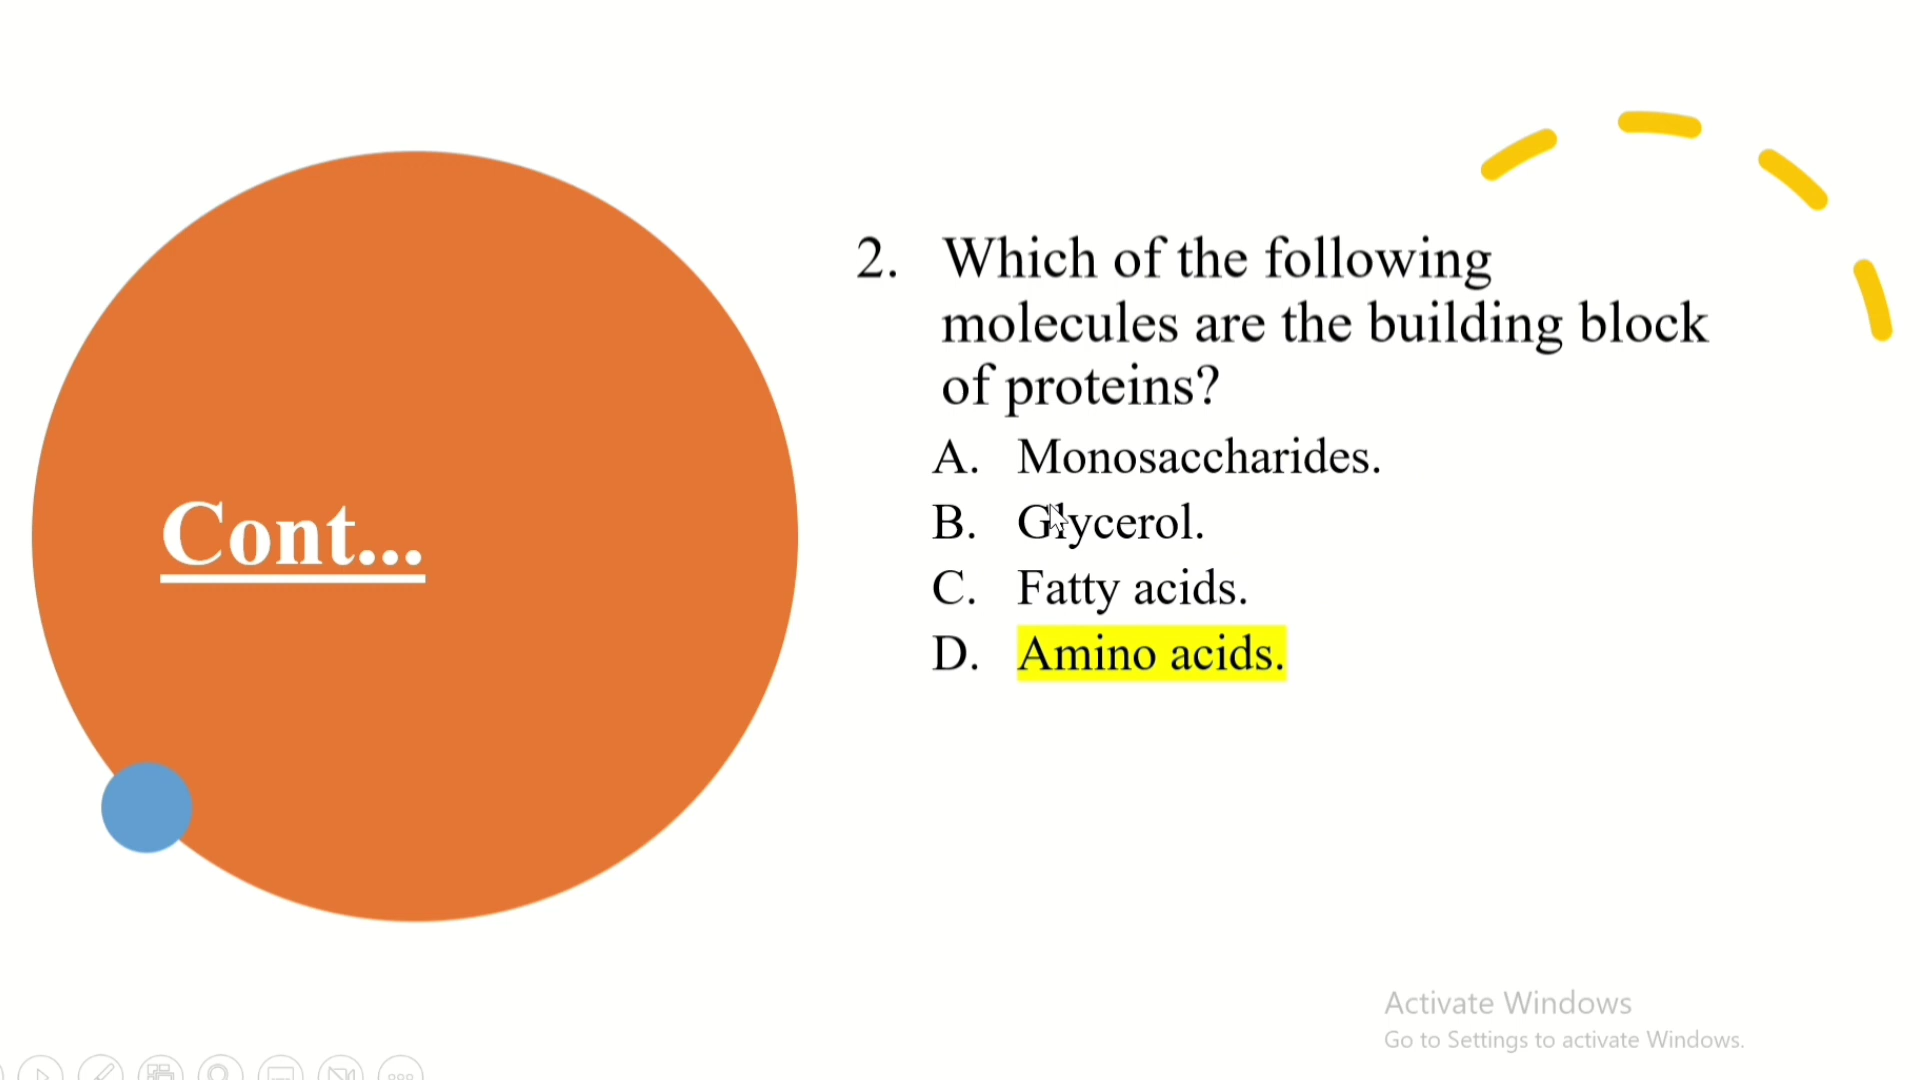 Cont...
2. Which of the following
molecules are the building block
of proteins?
A. Monosaccharides.
B. Glycerol.
C. Fatty acids.
D. Amino acids.
Activate Windows
Go to Settings to activate Windows.